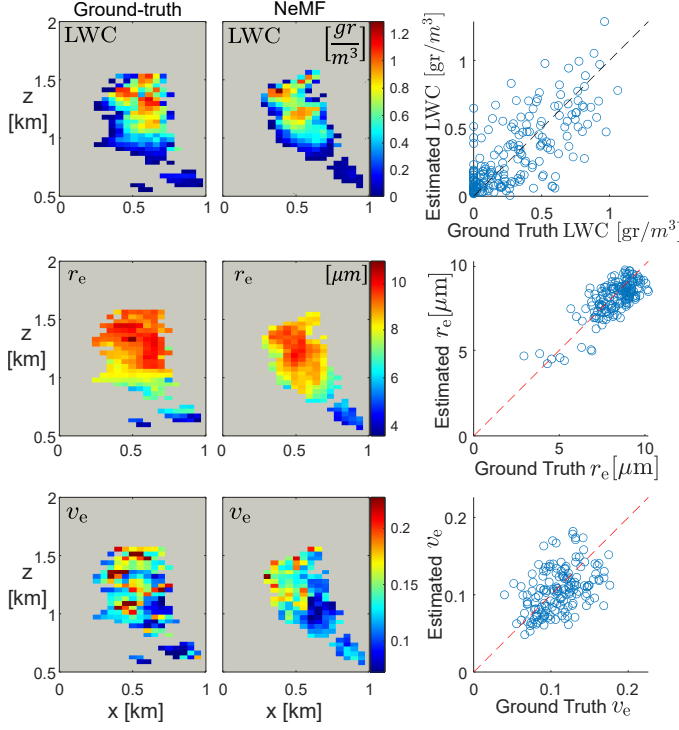 Ground-truth
NeMF
2
1.5
1
0.5
z
[km]
LWC
0
0.5
1
LWC
[gr/m³]
0
0.5
1
1.2
1
0.8
0.6
0.4
0.2
0
Estimated LWC [gr/m³]
1
0.5
0
0
0.5
1
Ground Truth LWC [gr/m³]
2
1.5
1
0.5
z
[km]
rₑ
0
0.5
1
rₑ
[μm]
0
0.5
1
10
8
6
4
Estimated rₑ[μm]
10
5
0
0
5
10
Ground Truth rₑ[μm]
2
1.5
1
0.5
z
[km]
vₑ
0
0.5
1
x [km]
vₑ
0
0.5
1
x [km]
0.2
0.15
0.1
Estimated vₑ
0.2
0.1
0
0
0.1
0.2
Ground Truth vₑ